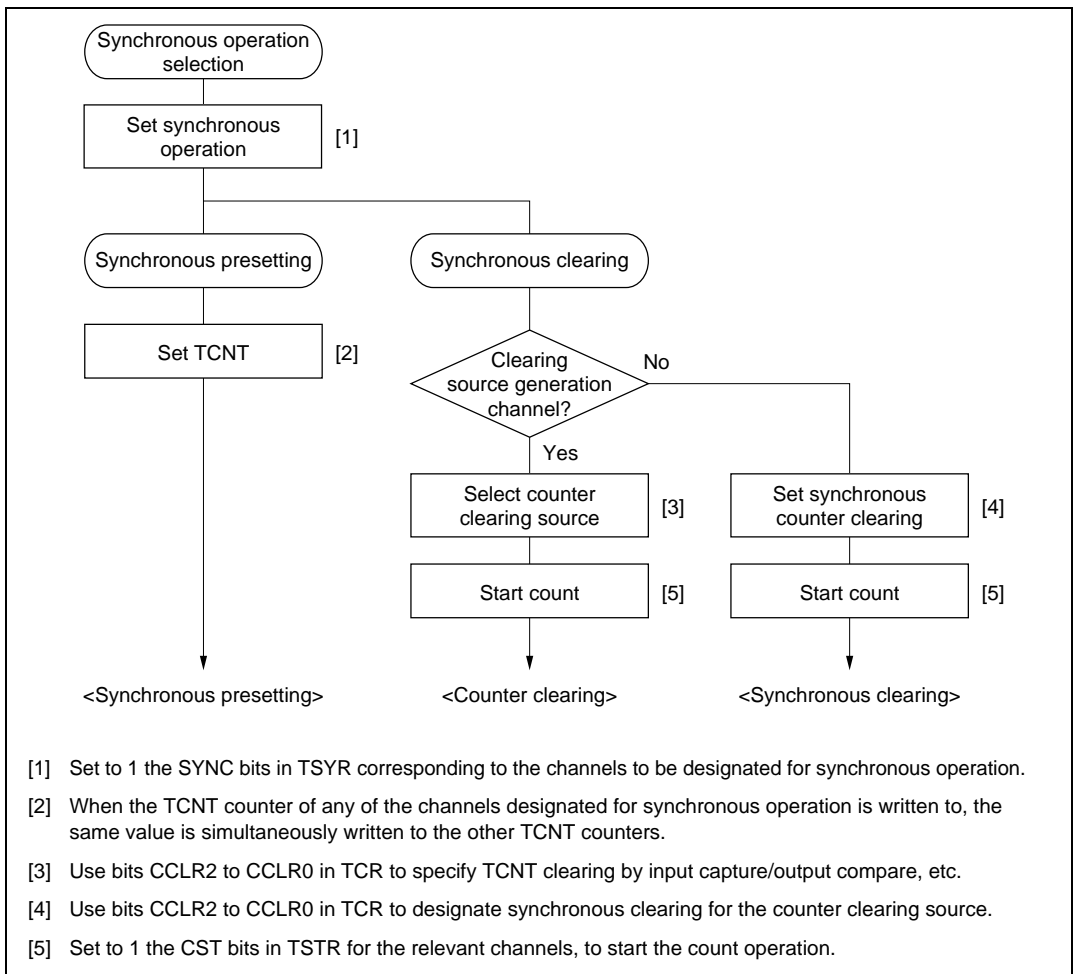 Synchronous operation
selection
Set synchronous
operation
[1]
Synchronous presetting
Synchronous clearing
Set TCNT
[2]
Clearing
source generation
channel?
No
Yes
Select counter
clearing source
[3]
Set synchronous
counter clearing
[4]
Start count
[5]
Start count
[5]
<Synchronous presetting>
<Counter clearing>
<Synchronous clearing>
[1] Set to 1 the SYNC bits in TSYR corresponding to the channels to be designated for synchronous operation.
[2] When the TCNT counter of any of the channels designated for synchronous operation is written to, the
same value is simultaneously written to the other TCNT counters.
[3] Use bits CCLR2 to CCLR0 in TCR to specify TCNT clearing by input capture/output compare, etc.
[4] Use bits CCLR2 to CCLR0 in TCR to designate synchronous clearing for the counter clearing source.
[5] Set to 1 the CST bits in TSTR for the relevant channels, to start the count operation.